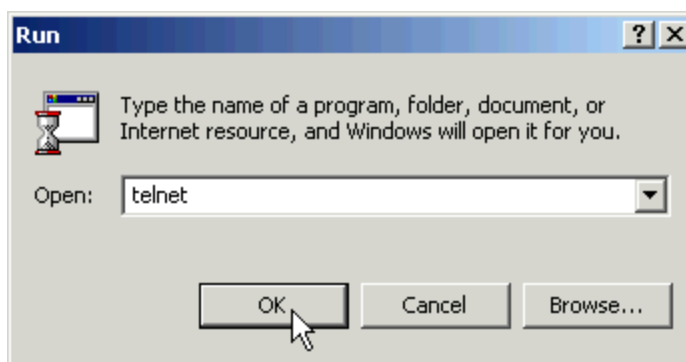 Run
Type the name of a program, folder, document, or
Internet resource, and Windows will open it for you.
Open: telnet
OK Cancel Browse...